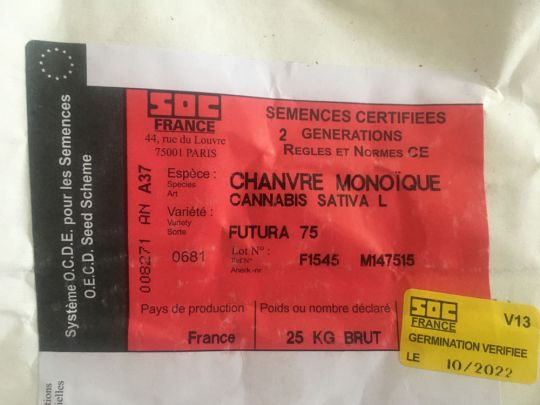 Système O.C.D.E. pour les Semences
O.E.C.D. Seed Scheme
008271 AN A37
SOC
FRANCE
44, rue du Louvre
75001 PARIS
SEMENCES CERTIFIEES
2 GENERATIONS
REGLES ET NORMES CE
Espèce :
Species
Art
CHANVRE MONOÏQUE
CANNABIS SATIVA L
Variété :
Variety
Sorte
FUTURA 75
0681
Lot N° :
Ref.N°
Anerk.-nr
F1545 M147515
Pays de production
France
Poids ou nombre déclaré
25 KG BRUT
SOC
FRANCE
V13
GERMINATION VERIFIEE
LE 10/2022